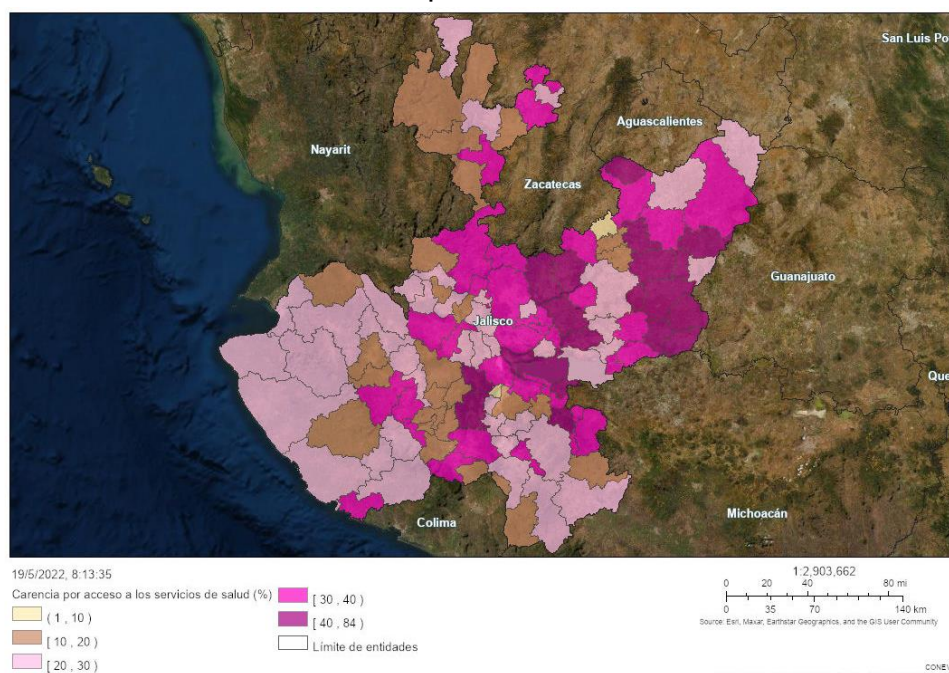 San Luis Po
Aguascalientes
Nayarit
Zacatecas
Guanajuato
Jalisco
Que
Michoacán
Colima
19/5/2022, 8:13:35
Carencia por acceso a los servicios de salud (%)
( 1 , 10 )
[ 10 , 20 )
[ 20 , 30 )
[ 30 , 40 )
[ 40 , 84 )
Límite de entidades
1:2,903,662
0 20 40 80 mi
0 35 70 140 km
Source: Esri, Maxar, Earthstar Geographics, and the GIS User Community
CONEV